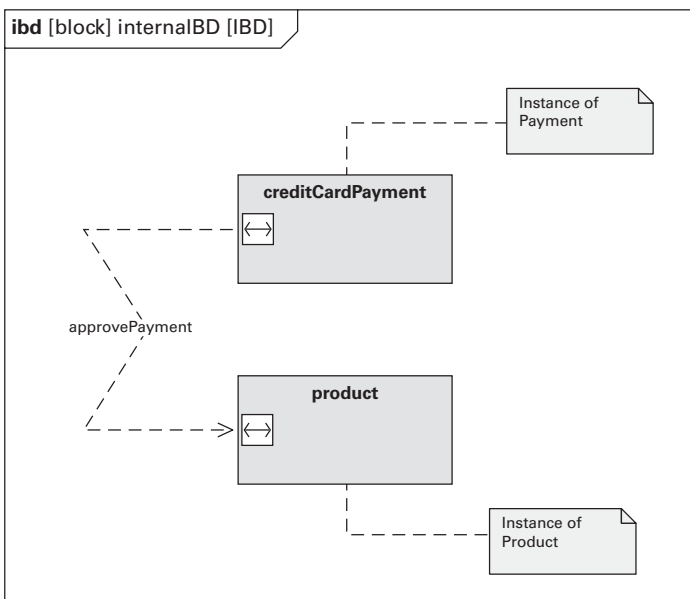 ibd [block] internalBD [IBD]
Instance of
Payment
creditCardPayment
approvePayment
product
Instance of
Product